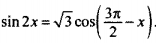 sin 2x = √3 cos(3π/2 − x).